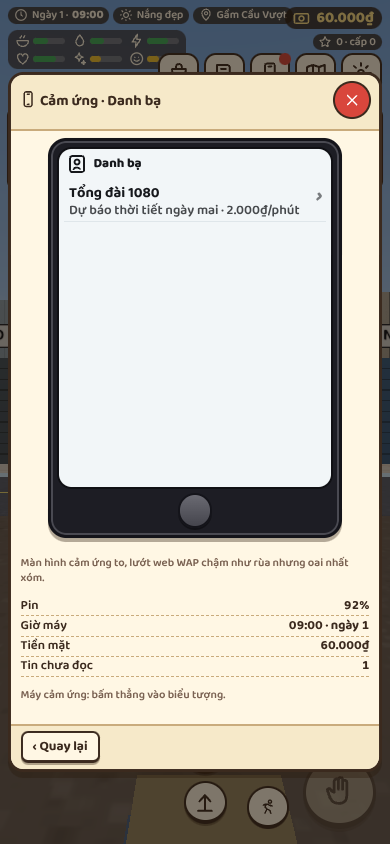 Ngày 1 · 09:00
Nắng đẹp
Gầm Cầu Vượt
60.000₫
0 · cấp 0
Cảm ứng · Danh bạ
Danh bạ
Tổng đài 1080
Dự báo thời tiết ngày mai · 2.000₫/phút
Màn hình cảm ứng to, lướt web WAP chậm như rùa nhưng oai nhất
xóm.
Pin 92%
Giờ máy 09:00 · ngày 1
Tiền mặt 60.000₫
Tin chưa đọc 1
Máy cảm ứng: bấm thẳng vào biểu tượng.
‹ Quay lại